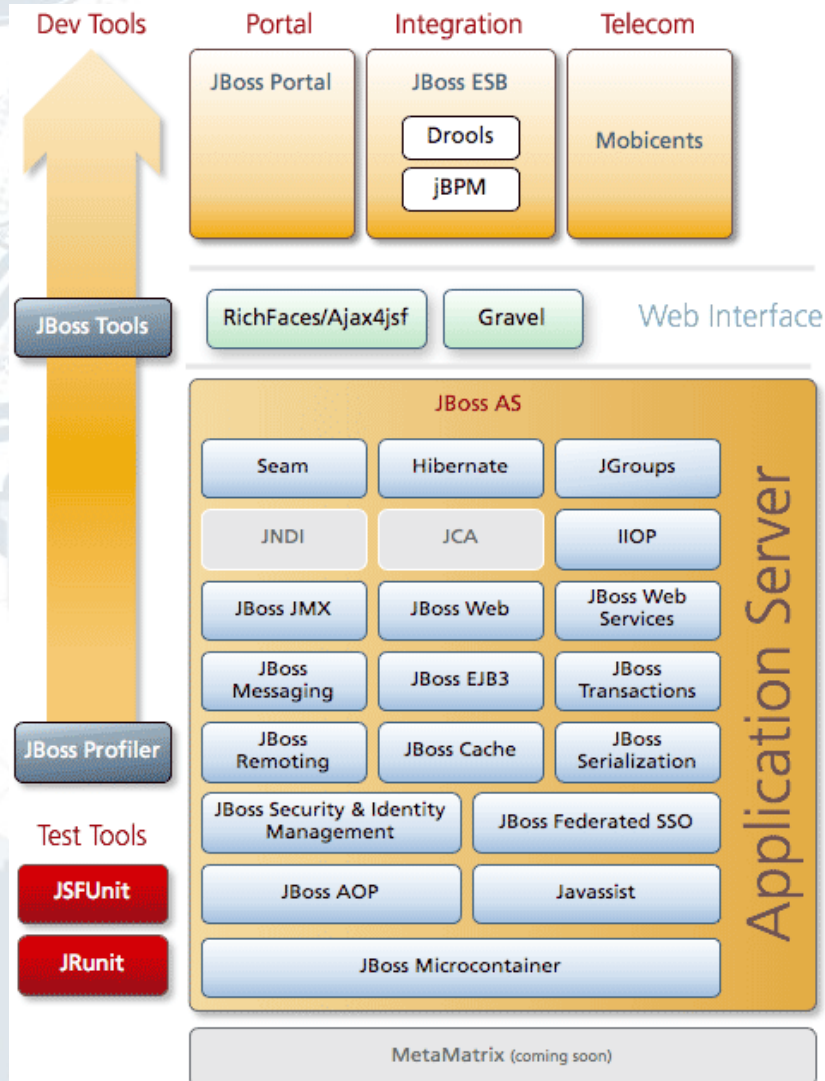 Dev Tools
Portal
Integration
Telecom
JBoss Portal
JBoss ESB
Drools
jBPM
Mobicents
JBoss Tools
RichFaces/Ajax4jsf
Gravel
Web Interface
JBoss AS
Seam
Hibernate
JGroups
JNDI
JCA
IIOP
JBoss JMX
JBoss Web
JBoss Web
Services
JBoss
Messaging
JBoss EJB3
JBoss
Transactions
JBoss Profiler
JBoss
Remoting
JBoss Cache
JBoss
Serialization
JBoss Security & Identity
Management
JBoss Federated SSO
Test Tools
JSFUnit
JBoss AOP
Javassist
JRunit
JBoss Microcontainer
Application Server
MetaMatrix (coming soon)